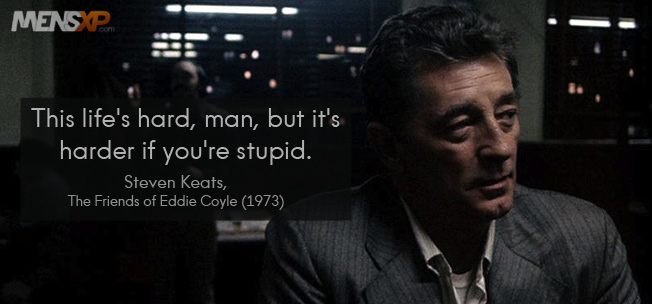 MENSXP.com
This life's hard, man, but it's
harder if you're stupid.
Steven Keats,
The Friends of Eddie Coyle (1973)